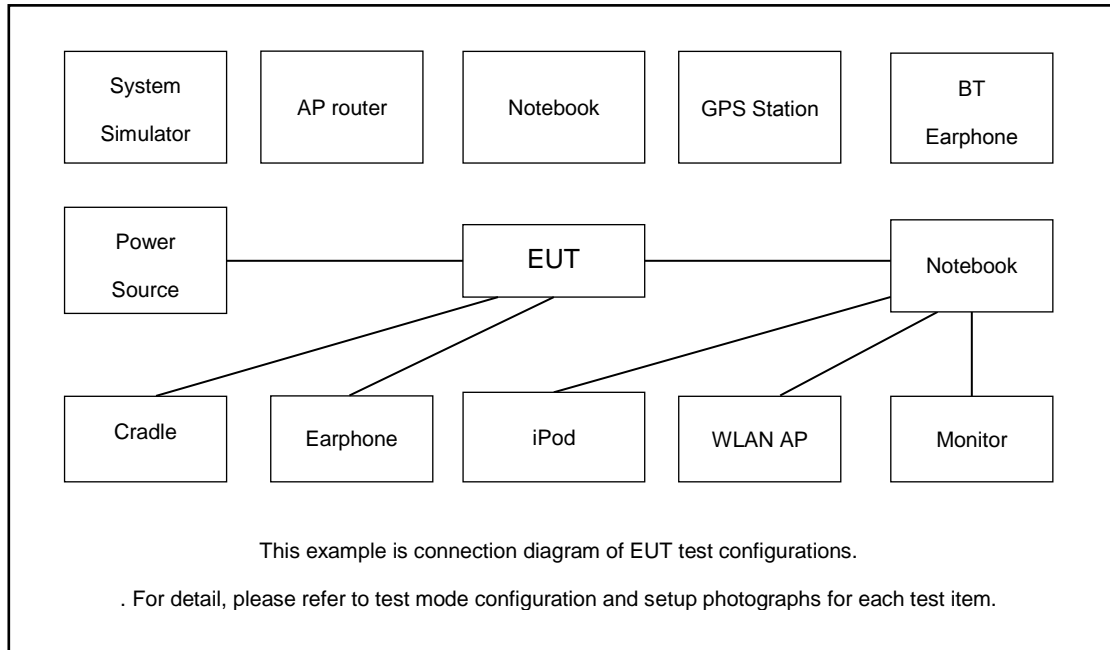 System
Simulator
AP router
Notebook
GPS Station
BT
Earphone
Power
Source
EUT
Notebook
Cradle
Earphone
iPod
WLAN AP
Monitor
This example is connection diagram of EUT test configurations.
. For detail, please refer to test mode configuration and setup photographs for each test item.